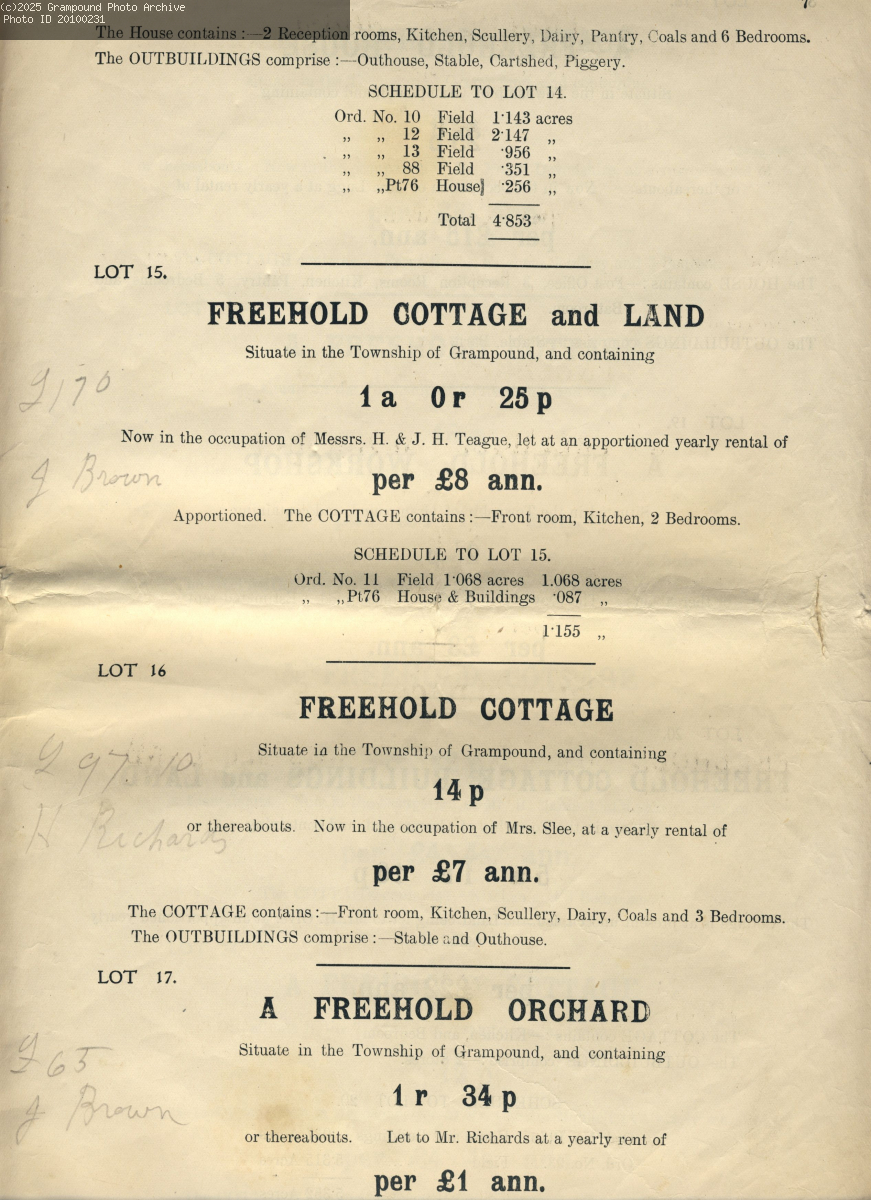 (c)2025 Grampound Photo Archive
Photo ID 20100231
The House contains :—2 Reception rooms, Kitchen, Scullery, Dairy, Pantry, Coals and 6 Bedrooms.
The OUTBUILDINGS comprise :—Outhouse, Stable, Cartshed, Piggery.
SCHEDULE TO LOT 14.
Ord. No. 10 Field 1·143 acres
„ „ 12 Field 2·147 „
„ „ 13 Field ·956 „
„ „ 88 Field ·351 „
„ „Pt76 House ·256 „
Total 4·853
LOT 15.
FREEHOLD COTTAGE and LAND
Situate in the Township of Grampound, and containing
£170
1 a 0 r 25 p
Now in the occupation of Messrs. H. & J. H. Teague, let at an apportioned yearly rental of
J Brown
per £8 ann.
Apportioned. The COTTAGE contains :—Front room, Kitchen, 2 Bedrooms.
SCHEDULE TO LOT 15.
Ord. No. 11 Field 1·068 acres 1.068 acres
„ „Pt76 House & Buildings ·087 „
1·155 „
LOT 16
FREEHOLD COTTAGE
Situate in the Township of Grampound, and containing
£97-10
14 p
H Richards
or thereabouts. Now in the occupation of Mrs. Slee, at a yearly rental of
per £7 ann.
The COTTAGE contains :—Front room, Kitchen, Scullery, Dairy, Coals and 3 Bedrooms.
The OUTBUILDINGS comprise :—Stable and Outhouse.
LOT 17.
A FREEHOLD ORCHARD
Situate in the Township of Grampound, and containing
£65
1 r 34 p
J Brown
or thereabouts. Let to Mr. Richards at a yearly rent of
per £1 ann.